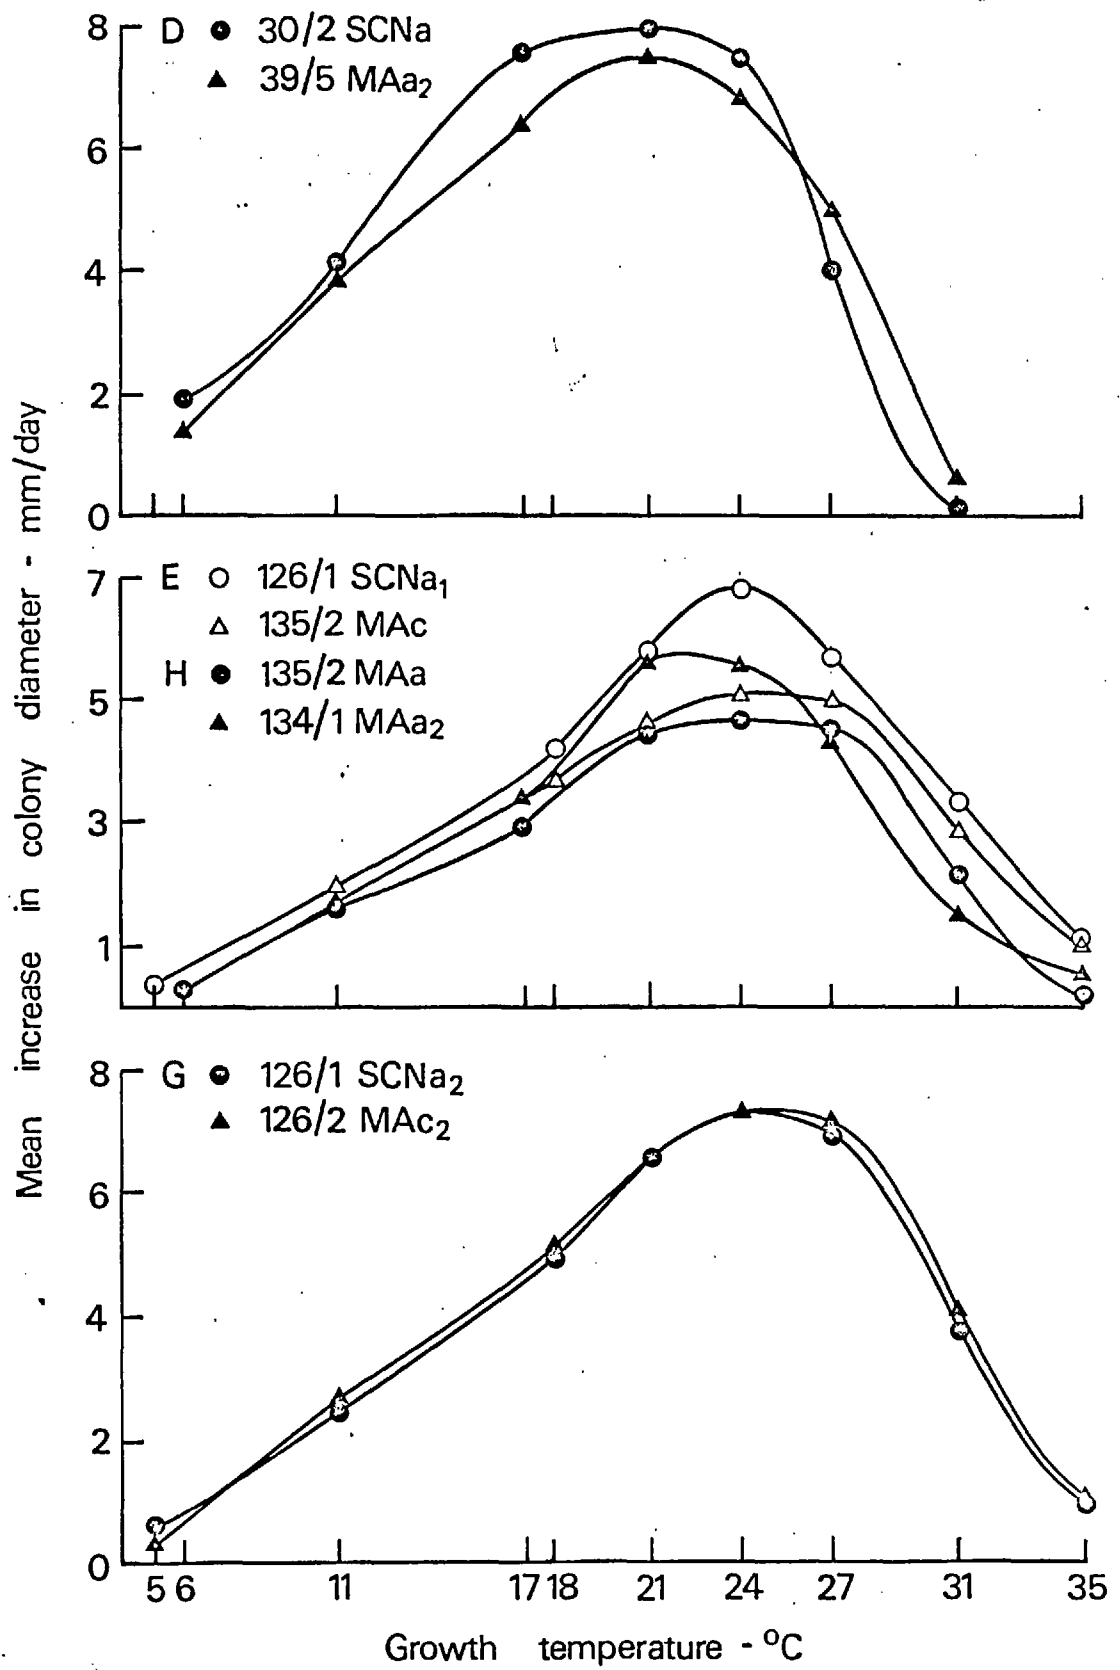 8
D 30/2 SCNa
39/5 MAa2
6
4
2
0
7
E 126/1 SCNa1
135/2 MAc
H 135/2 MAa
5
134/1 MAa2
3
1
8
G 126/1 SCNa2
126/2 MAc2
6
4
2
0
5 6 11 17 18 21 24 27 31 35
Growth temperature - °C
Mean increase in colony diameter - mm/day